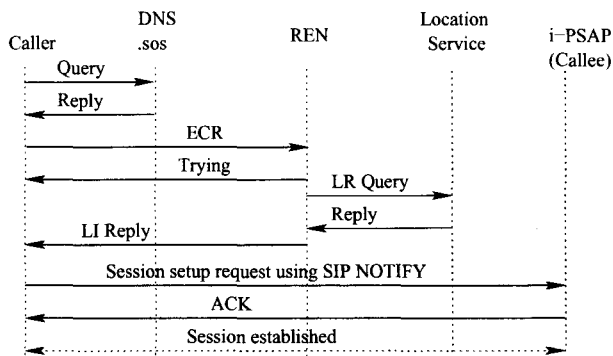 Caller
DNS
.sos
REN
Location
Service
i-PSAP
(Callee)
Query
Reply
ECR
Trying
LR Query
Reply
LI Reply
Session setup request using SIP NOTIFY
ACK
Session established